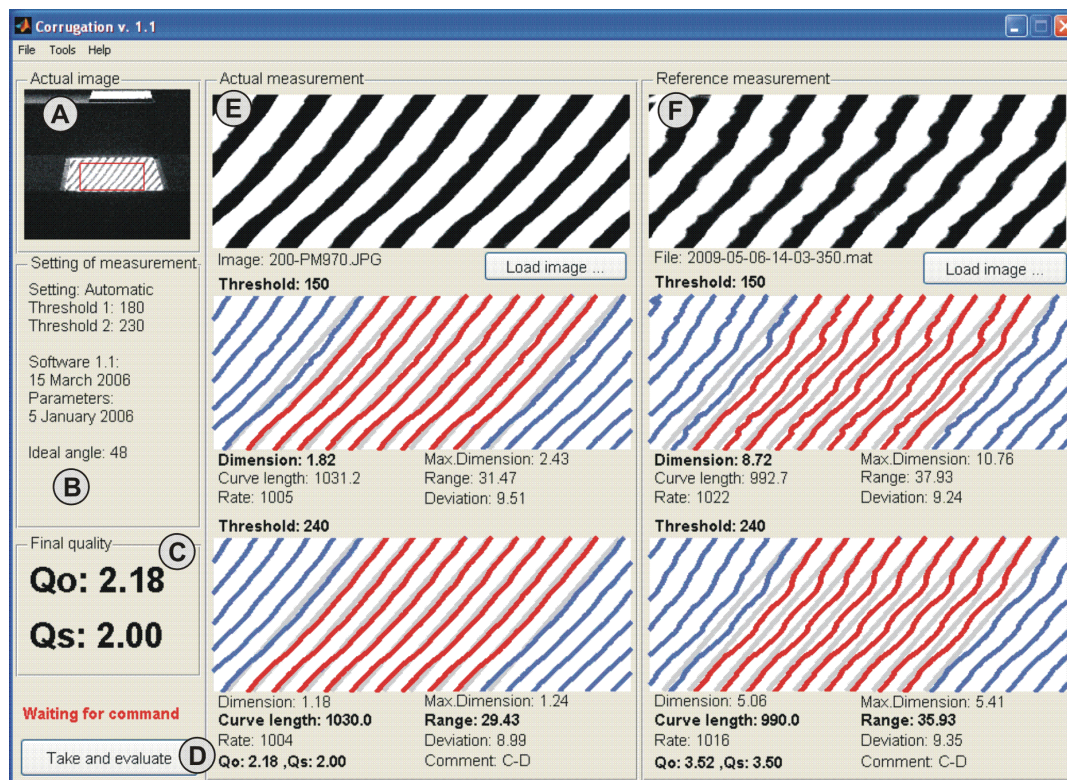 Corrugation v. 1.1
File Tools Help
Actual image
A
Setting of measurement
Setting: Automatic
Threshold 1: 180
Threshold 2: 230
Software 1.1:
15 March 2006
Parameters:
5 January 2006
Ideal angle: 48
B
Final quality
C
Qo: 2.18
Qs: 2.00
Waiting for command
Take and evaluate
D
Actual measurement
E
Image: 200-PM970.JPG
Load image ...
Threshold: 150
Dimension: 1.82 Max.Dimension: 2.43
Curve length: 1031.2 Range: 31.47
Rate: 1005 Deviation: 9.51
Threshold: 240
Dimension: 1.18 Max.Dimension: 1.24
Curve length: 1030.0 Range: 29.43
Rate: 1004 Deviation: 8.99
Qo: 2.18 ,Qs: 2.00 Comment: C-D
Reference measurement
F
File: 2009-05-06-14-03-350.mat
Load image ...
Threshold: 150
Dimension: 8.72 Max.Dimension: 10.76
Curve length: 992.7 Range: 37.93
Rate: 1022 Deviation: 9.24
Threshold: 240
Dimension: 5.06 Max.Dimension: 5.41
Curve length: 990.0 Range: 35.93
Rate: 1016 Deviation: 9.35
Qo: 3.52 ,Qs: 3.50 Comment: C-D